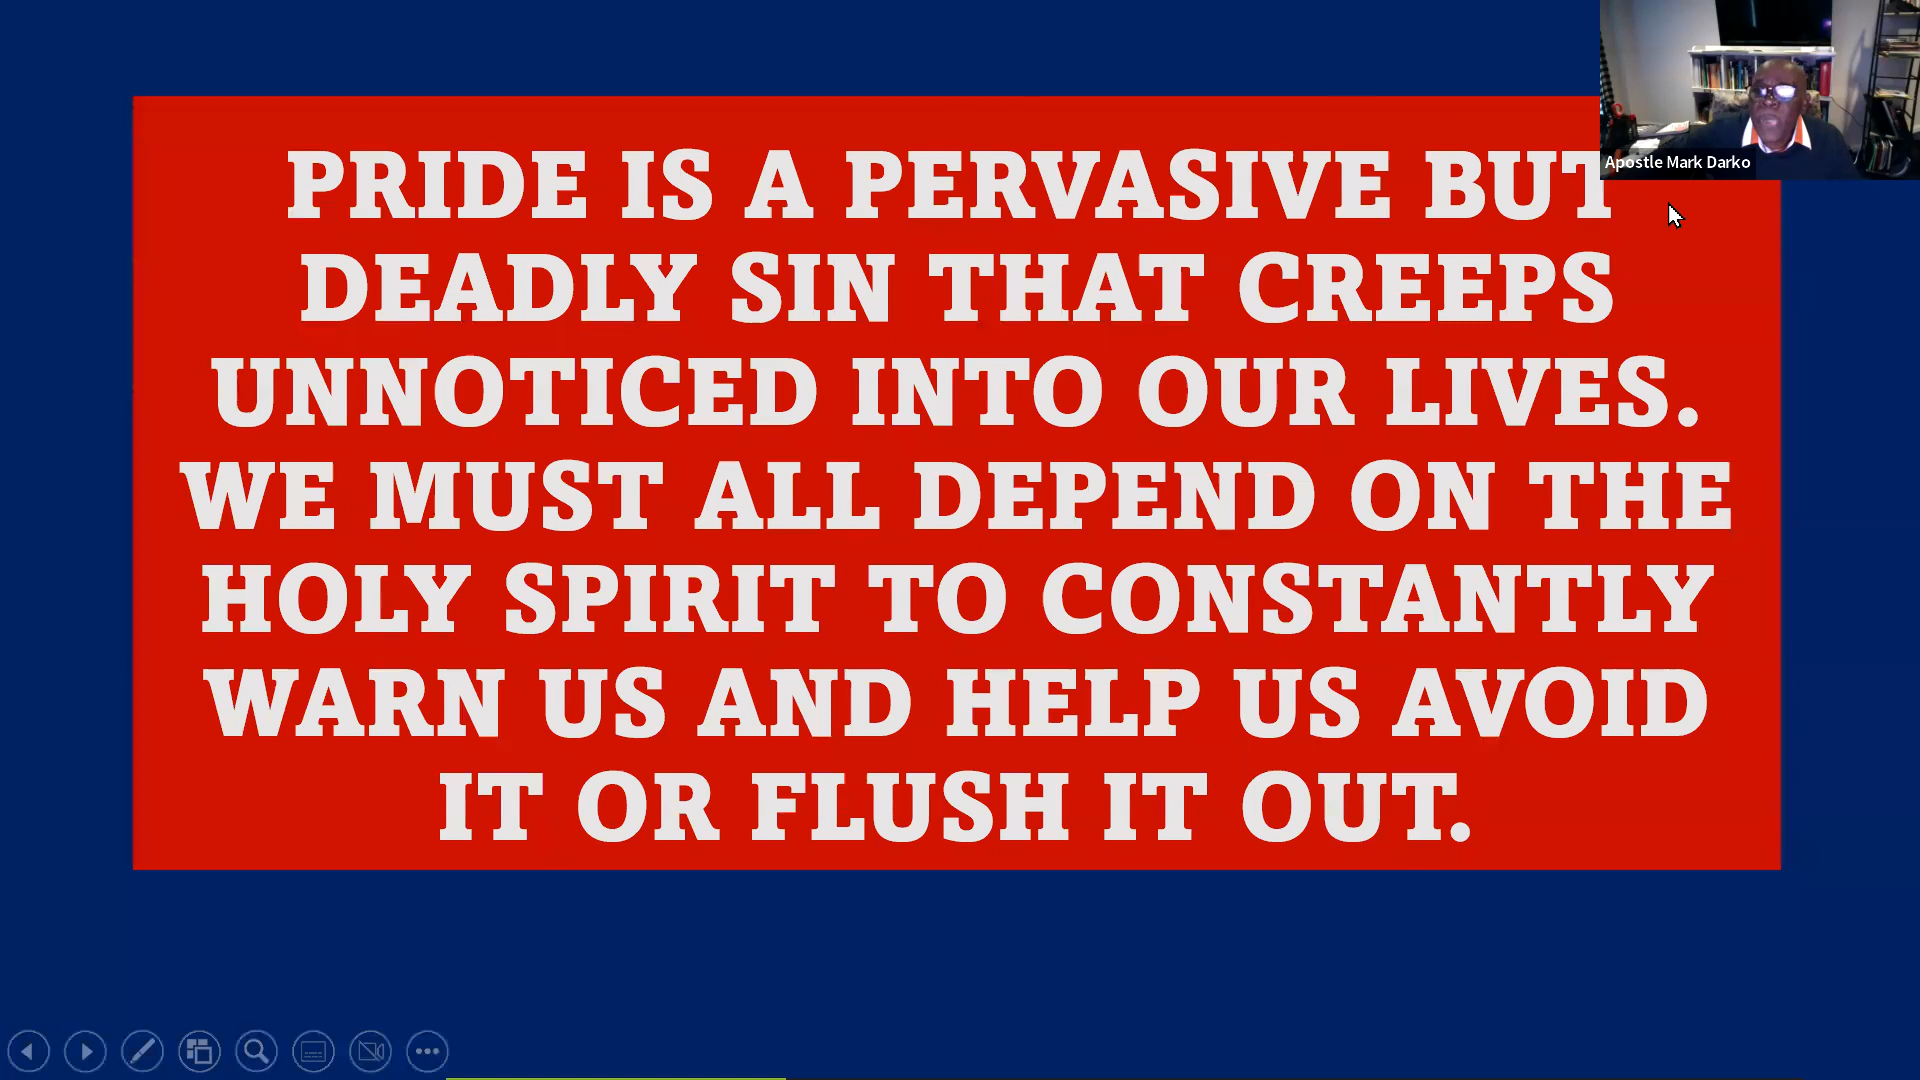 Apostle Mark Darko
PRIDE IS A PERVASIVE BUT
DEADLY SIN THAT CREEPS
UNNOTICED INTO OUR LIVES.
WE MUST ALL DEPEND ON THE
HOLY SPIRIT TO CONSTANTLY
WARN US AND HELP US AVOID
IT OR FLUSH IT OUT.